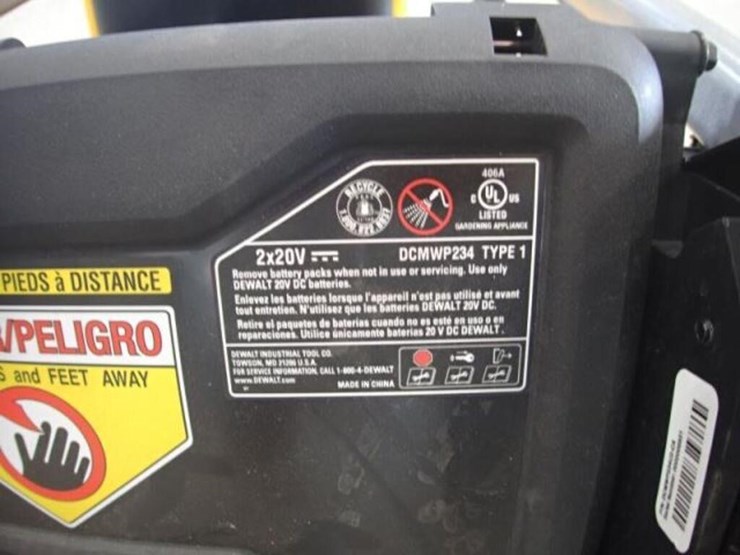 406A
RECYCLE
C UL US
LISTED
GARDENING APPLIANCE
2x20V DCMWP234 TYPE 1
Remove battery packs when not in use or servicing. Use only
DEWALT 20V DC batteries.
Enlevez les batteries lorsque l'appareil n'est pas utilisé et avant
tout entretien. N'utilisez que les batteries DEWALT 20V DC.
Retire el paquetes de baterias cuando no es esté en uso o en
reparaciones. Utilice únicamente baterias 20 V DC DEWALT.
DEWALT INDUSTRIAL TOOL CO.
TOWSON, MD 21286 U.S.A.
FOR SERVICE INFORMATION, CALL 1-800-4-DEWALT
www.DEWALT.com
MADE IN CHINA
PIEDS à DISTANCE
/PELIGRO
S and FEET AWAY